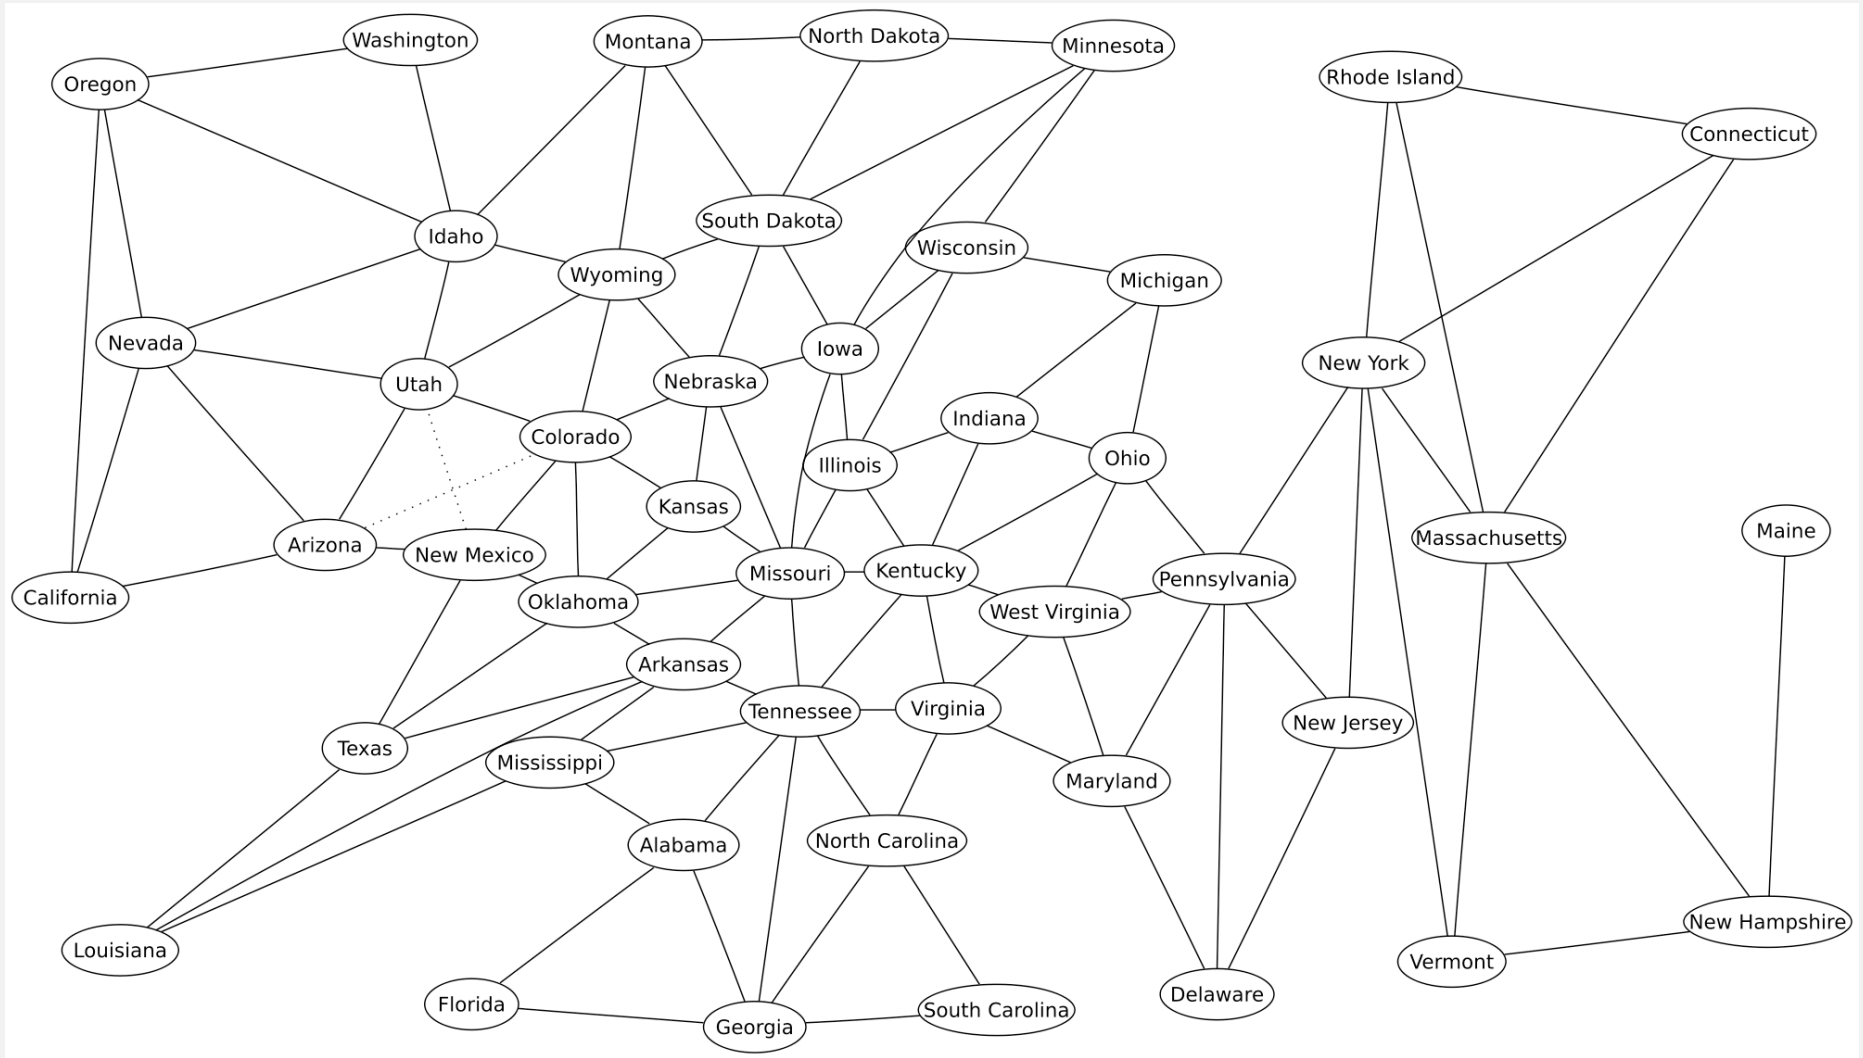 Washington
Montana
North Dakota
Minnesota
Oregon
Rhode Island
Connecticut
South Dakota
Idaho
Wisconsin
Wyoming
Michigan
Nevada
Iowa
New York
Utah
Nebraska
Indiana
Colorado
Ohio
Illinois
Kansas
Maine
Massachusetts
Arizona
New Mexico
Missouri
Kentucky
Pennsylvania
California
Oklahoma
West Virginia
Arkansas
Tennessee
Virginia
New Jersey
Texas
Mississippi
Maryland
Alabama
North Carolina
New Hampshire
Louisiana
Vermont
Delaware
Florida
South Carolina
Georgia